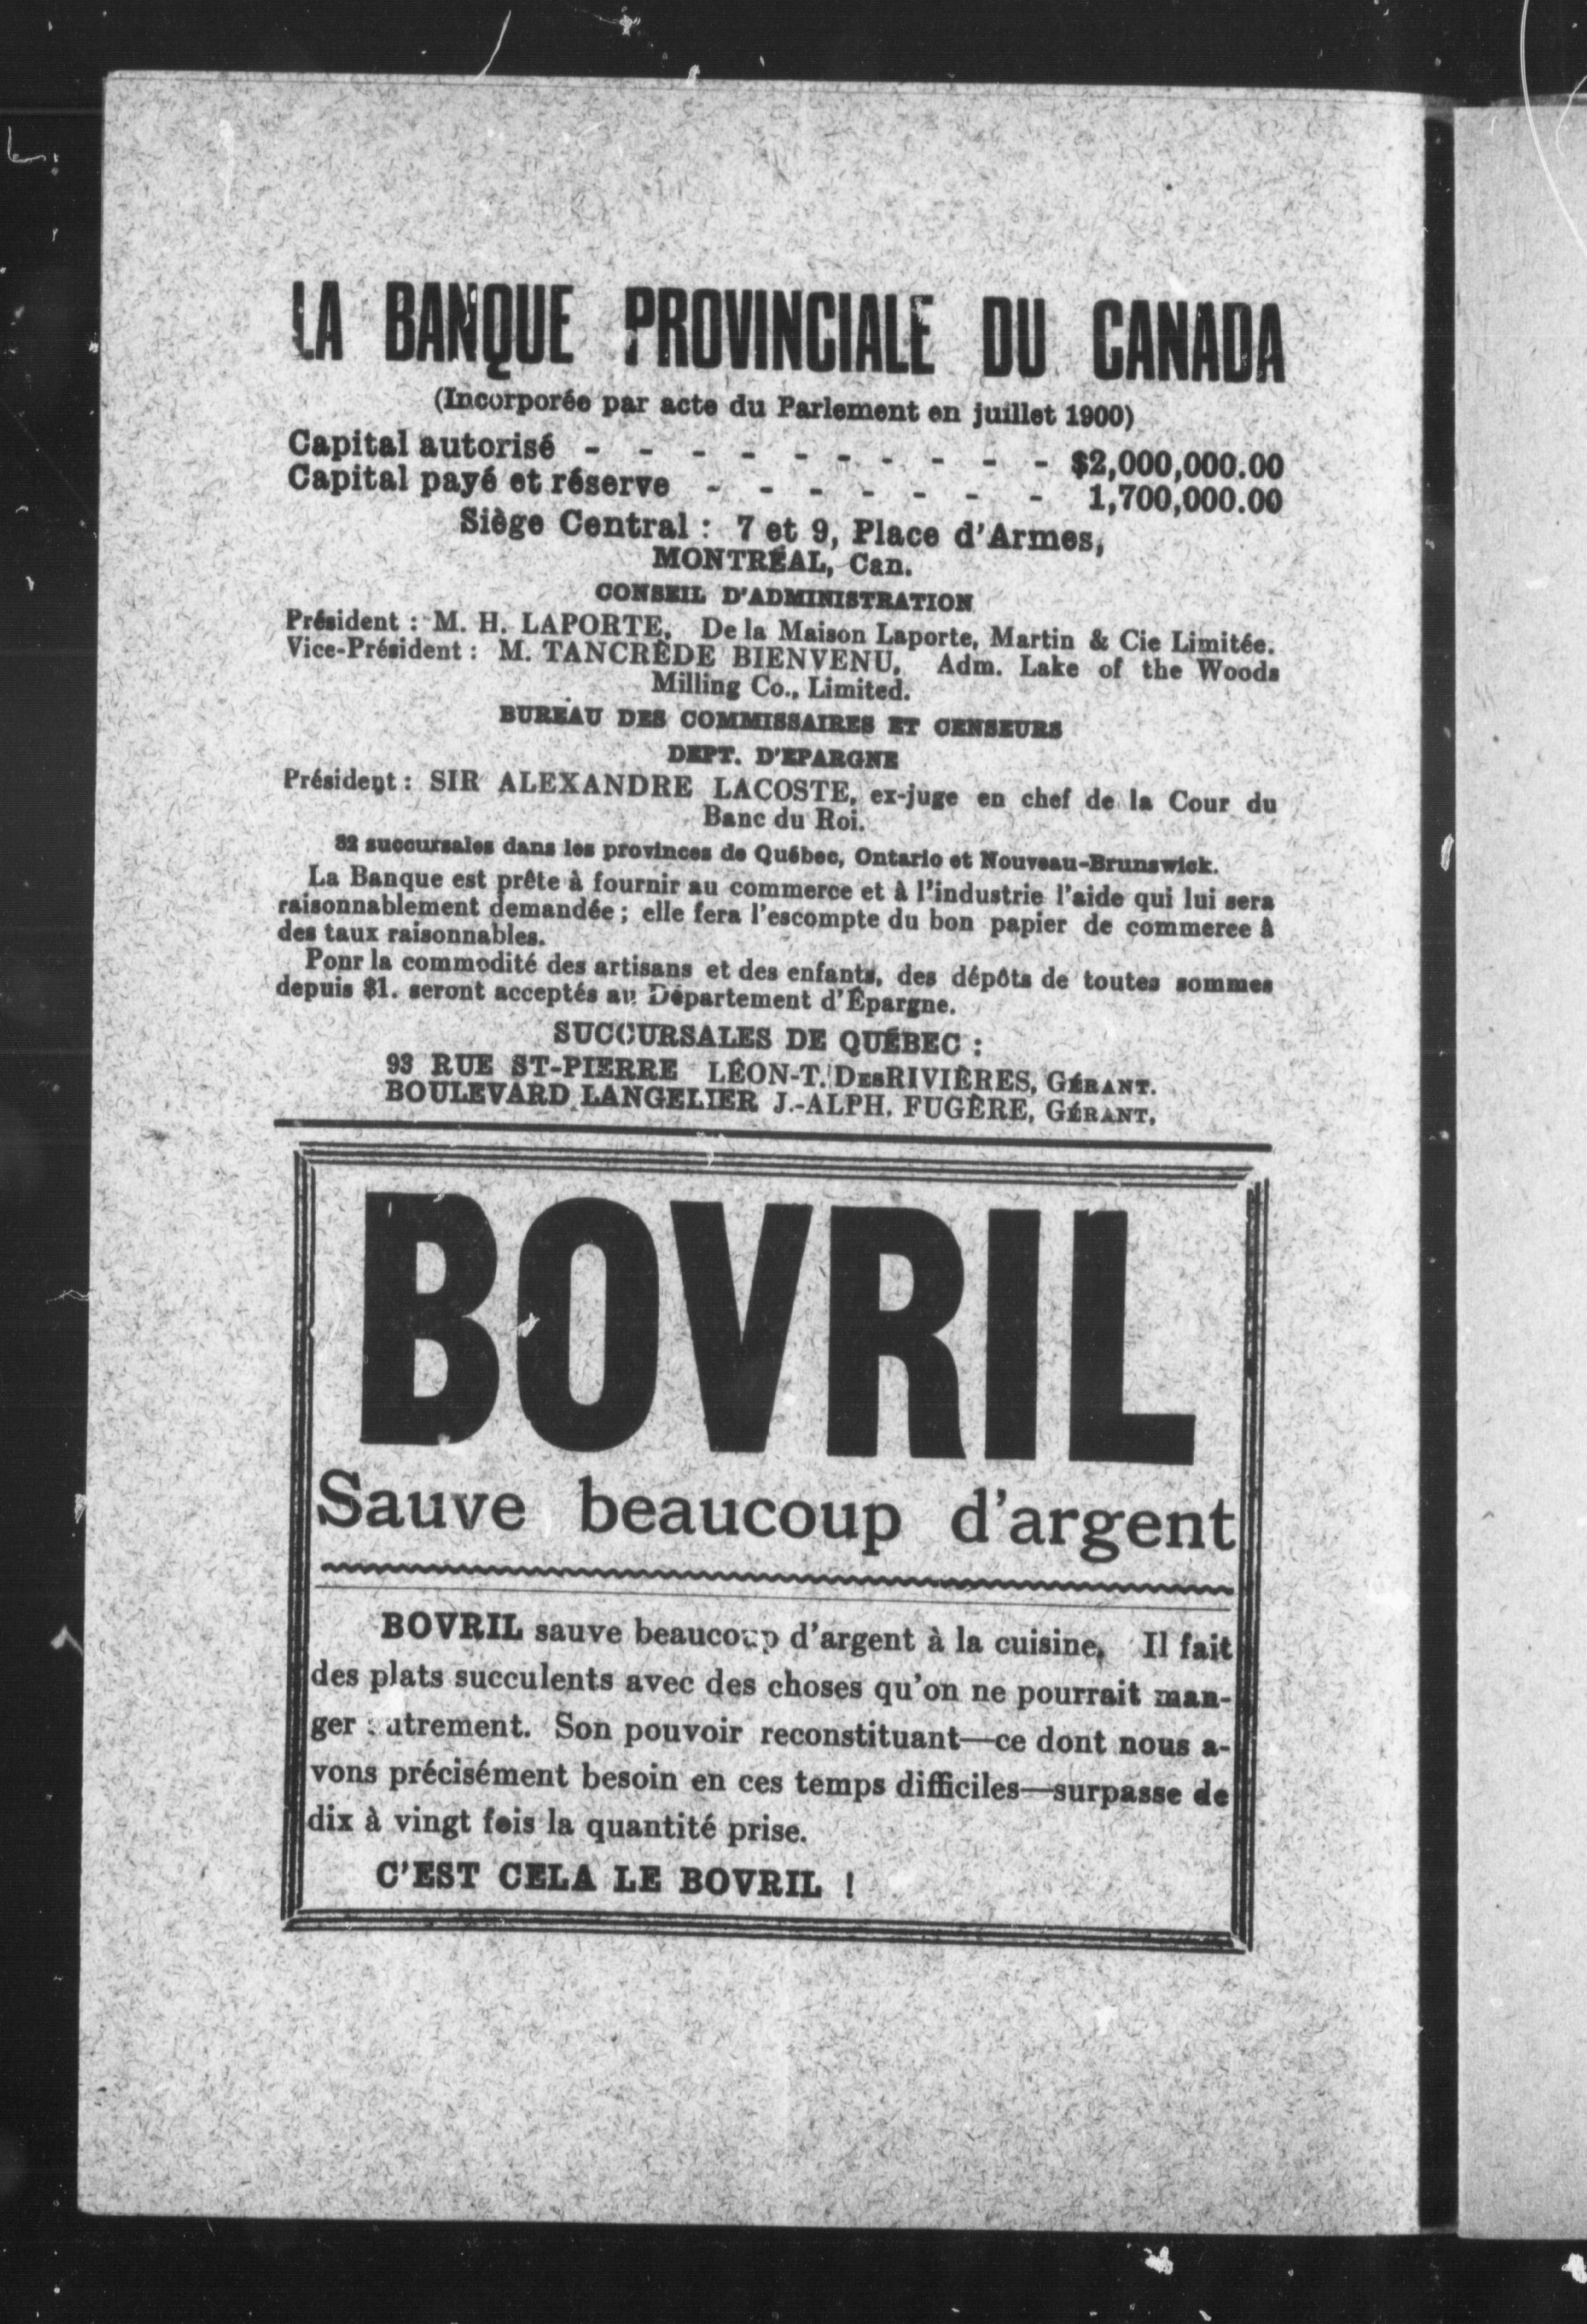 LA BANQUE PROVINCIALE DU CANADA
(Incorporée par acte du Parlement en juillet 1900)
Capital autorisé - - - - - - - - - - $2,000,000.00
Capital payé et réserve - - - - - - - 1,700,000.00
Siège Central : 7 et 9, Place d'Armes,
MONTRÉAL, Can.
CONSEIL D'ADMINISTRATION
Président : M. H. LAPORTE, De la Maison Laporte, Martin & Cie Limitée.
Vice-Président : M. TANCRÈDE BIENVENU, Adm. Lake of the Woods
Milling Co., Limited.
BUREAU DES COMMISSAIRES ET CENSEURS
DEPT. D'EPARGNE
Président : SIR ALEXANDRE LACOSTE, ex-juge en chef de la Cour du
Banc du Roi.
82 succursales dans les provinces de Québec, Ontario et Nouveau-Brunswick.
La Banque est prête à fournir au commerce et à l'industrie l'aide qui lui sera
raisonnablement demandée ; elle fera l'escompte du bon papier de commerce à
des taux raisonnables.
Ponr la commodité des artisans et des enfants, des dépôts de toutes sommes
depuis $1. seront acceptés au Département d'Épargne.
SUCCURSALES DE QUÉBEC :
93 RUE ST-PIERRE LÉON-T. DesRIVIÈRES, GÉRANT.
BOULEVARD LANGELIER J.-ALPH. FUGÈRE, GÉRANT.
BOVRIL
Sauve beaucoup d'argent
BOVRIL sauve beaucoup d'argent à la cuisine, Il fait
des plats succulents avec des choses qu'on ne pourrait man-
ger autrement. Son pouvoir reconstituant—ce dont nous a-
vons précisément besoin en ces temps difficiles—surpasse de
dix à vingt fois la quantité prise.
C'EST CELA LE BOVRIL !